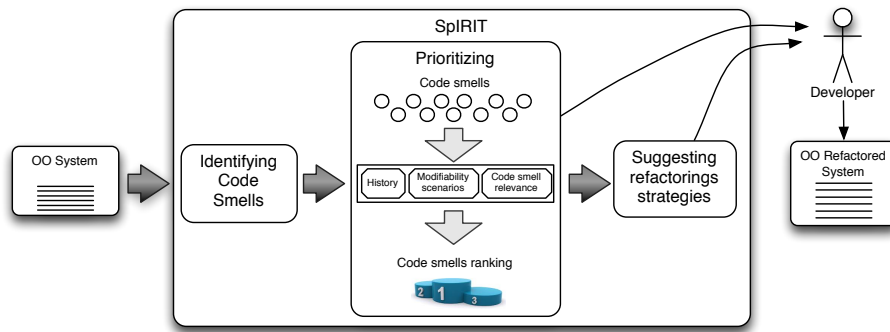 SpIRIT
Prioritizing
Code smells
Developer
OO System
Identifying
Code
Smells
History
Modifiability
scenarios
Code smell
relevance
Suggesting
refactorings
strategies
OO Refactored
System
Code smells ranking
2
1
3